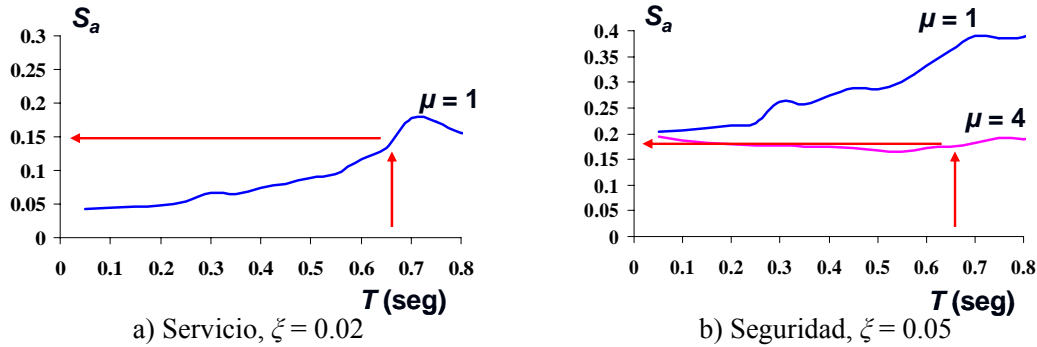 Sa
0.3
0.25
0.2
0.15
0.1
0.05
0
μ = 1
0 0.1 0.2 0.3 0.4 0.5 0.6 0.7 0.8
T (seg)
a) Servicio, ξ = 0.02
Sa
0.4
0.35
0.3
0.25
0.2
0.15
0.1
0.05
0
μ = 1
μ = 4
0 0.1 0.2 0.3 0.4 0.5 0.6 0.7 0.8
T (seg)
b) Seguridad, ξ = 0.05